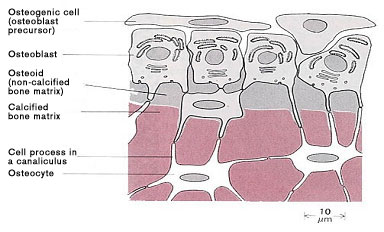 Osteogenic cell
(osteoblast
precursor)
Osteoblast
Osteoid
(non-calcified
bone matrix)
Calcified
bone matrix
Cell process in
a canaliculus
Osteocyte
10
µm